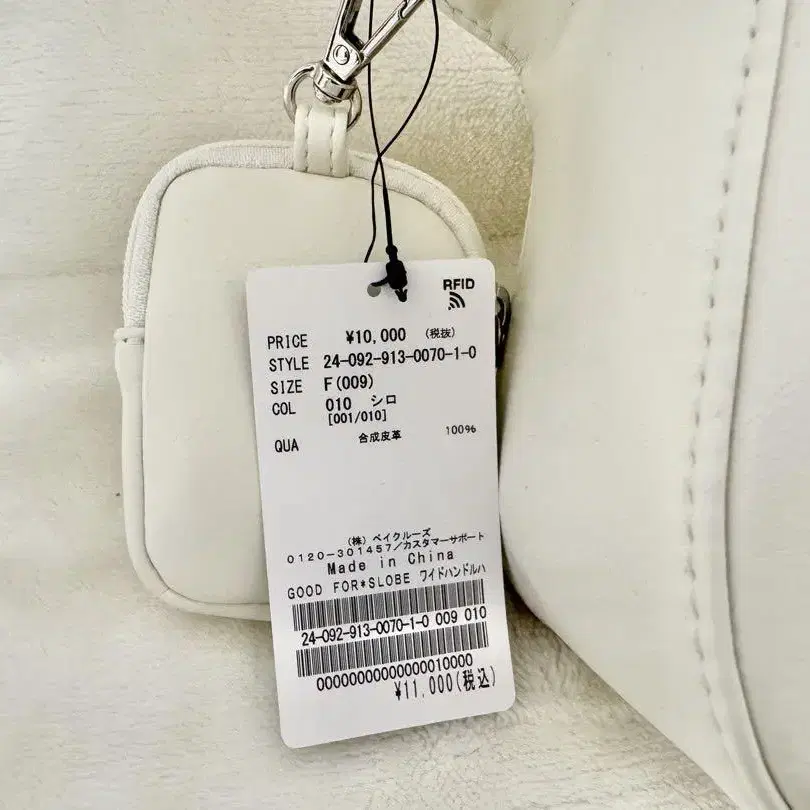 RFID
PRICE ¥10,000 (税抜)
STYLE 24-092-913-0070-1-0
SIZE F(009)
COL 010 シロ
[001/010]
QUA 合成皮革 100%
(株) ベイクルーズ
0120-301457/カスタマーサポート
Made in China
GOOD FOR*SLOBE ワイドハンドルハ
24-092-913-0070-1-0 009 010
00000000000000010000
¥11,000(税込)